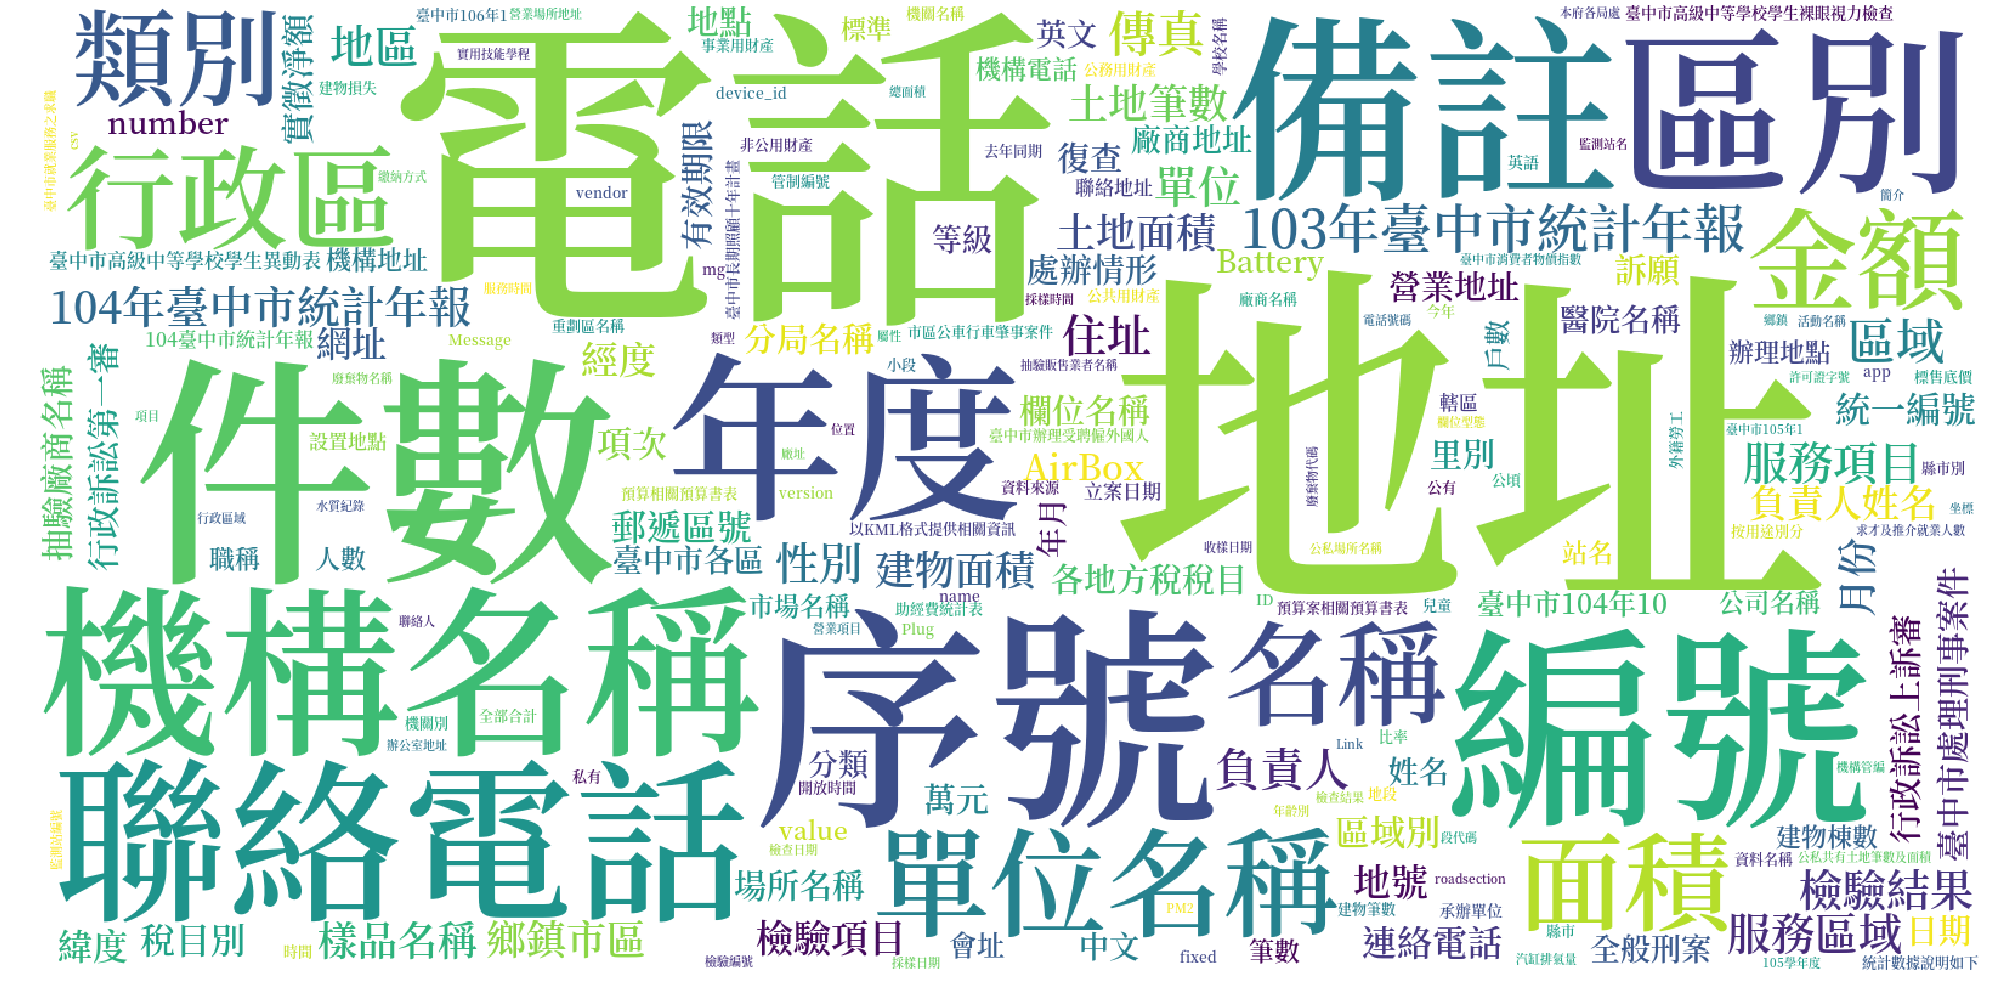 電話
地址
備註
區別
類別
行政區
件數
年度
序號
編號
機構名稱
聯絡電話
單位名稱
名稱
面積
金額
103年臺中市統計年報
104年臺中市統計年報
104臺中市統計年報
臺中市106年1
營業場所地址
實用技能學程
地區
實徵淨額
建物損失
number
臺中市就業服務之求職
csv
繳納方式
臺中市高級中等學校學生異動表
機構地址
網址
地點
事業用財產
device_id
vendor
非公用財產
管制編號
有效期限
臺中市長期照顧十年計畫
mg
服務時間
重劃區名稱
Message
機關名稱
標準
英文
傳真
機構電話
公務用財產
學校名稱
總面積
土地筆數
廠商地址
去年同期
復查
聯絡地址
單位
等級
土地面積
處辦情形
採樣時間
公共用財產
Battery
廠商名稱
本府各局處
臺中市高級中等學校學生裸眼視力檢查
監測站名
英語
簡介
臺中市消費者物價指數
訴願
營業地址
今年
電話號碼
醫院名稱
鄉鎮
活動名稱
區域
辦理地點
app
許可證字號
標售底價
戶數
統一編號
臺中市105年1
轄區
欄位型態
外籍勞工
里別
公頃
服務項目
縣市別
負責人姓名
坐標
按用途別分
求才及推介就業人數
站名
月份
公有
廢棄物代碼
收樣日期
公私場所名稱
住址
類型
分局名稱
屬性
市區公車行車肇事案件
經度
小段
抽驗販售業者名稱
欄位名稱
臺中市辦理受聘僱外國人
AirBox
資料來源
立案日期
年月
以KML格式提供相關資訊
位置
廠址
version
項次
預算相關預算書表
郵遞區號
臺中市各區
性別
建物面積
name
各地方稅稅目
ID
預算案相關預算書表
兒童
臺中市104年10
公司名稱
抽驗廠商名稱
行政訴訟第一審
項目
廢棄物名稱
設置地點
水質紀錄
行政區域
職稱
人數
市場名稱
助經費統計表
營業項目
Plug
聯絡人
機關別
全部合計
辦公室地址
私有
分類
開放時間
萬元
value
檢查日期
場所名稱
負責人
Link
比率
姓名
檢查結果
地段
年齡別
區域別
段代碼
地號
roadsection
建物筆數
承辦單位
PM2
機構管編
行政訴訟上訴審
臺中市處理刑事案件
建物棟數
資料名稱
公私共有土地筆數及面積
檢驗結果
服務區域
日期
縣市
全般刑案
汽缸排氣量
105學年度
統計數據說明如下
監測站編號
緯度
稅目別
時間
樣品名稱
鄉鎮市區
檢驗編號
檢驗項目
採樣日期
會址
中文
fixed
筆數
連絡電話